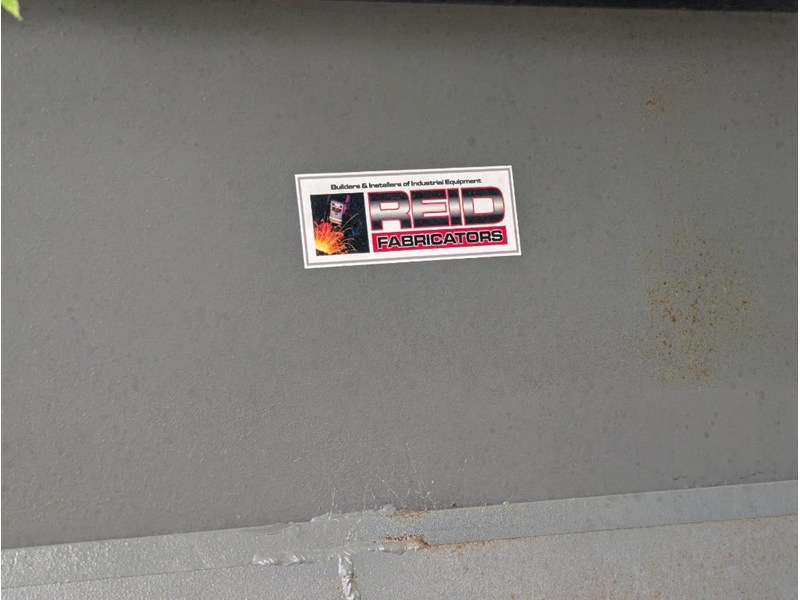 Builders & Installers of Industrial Equipment
REID
FABRICATORS